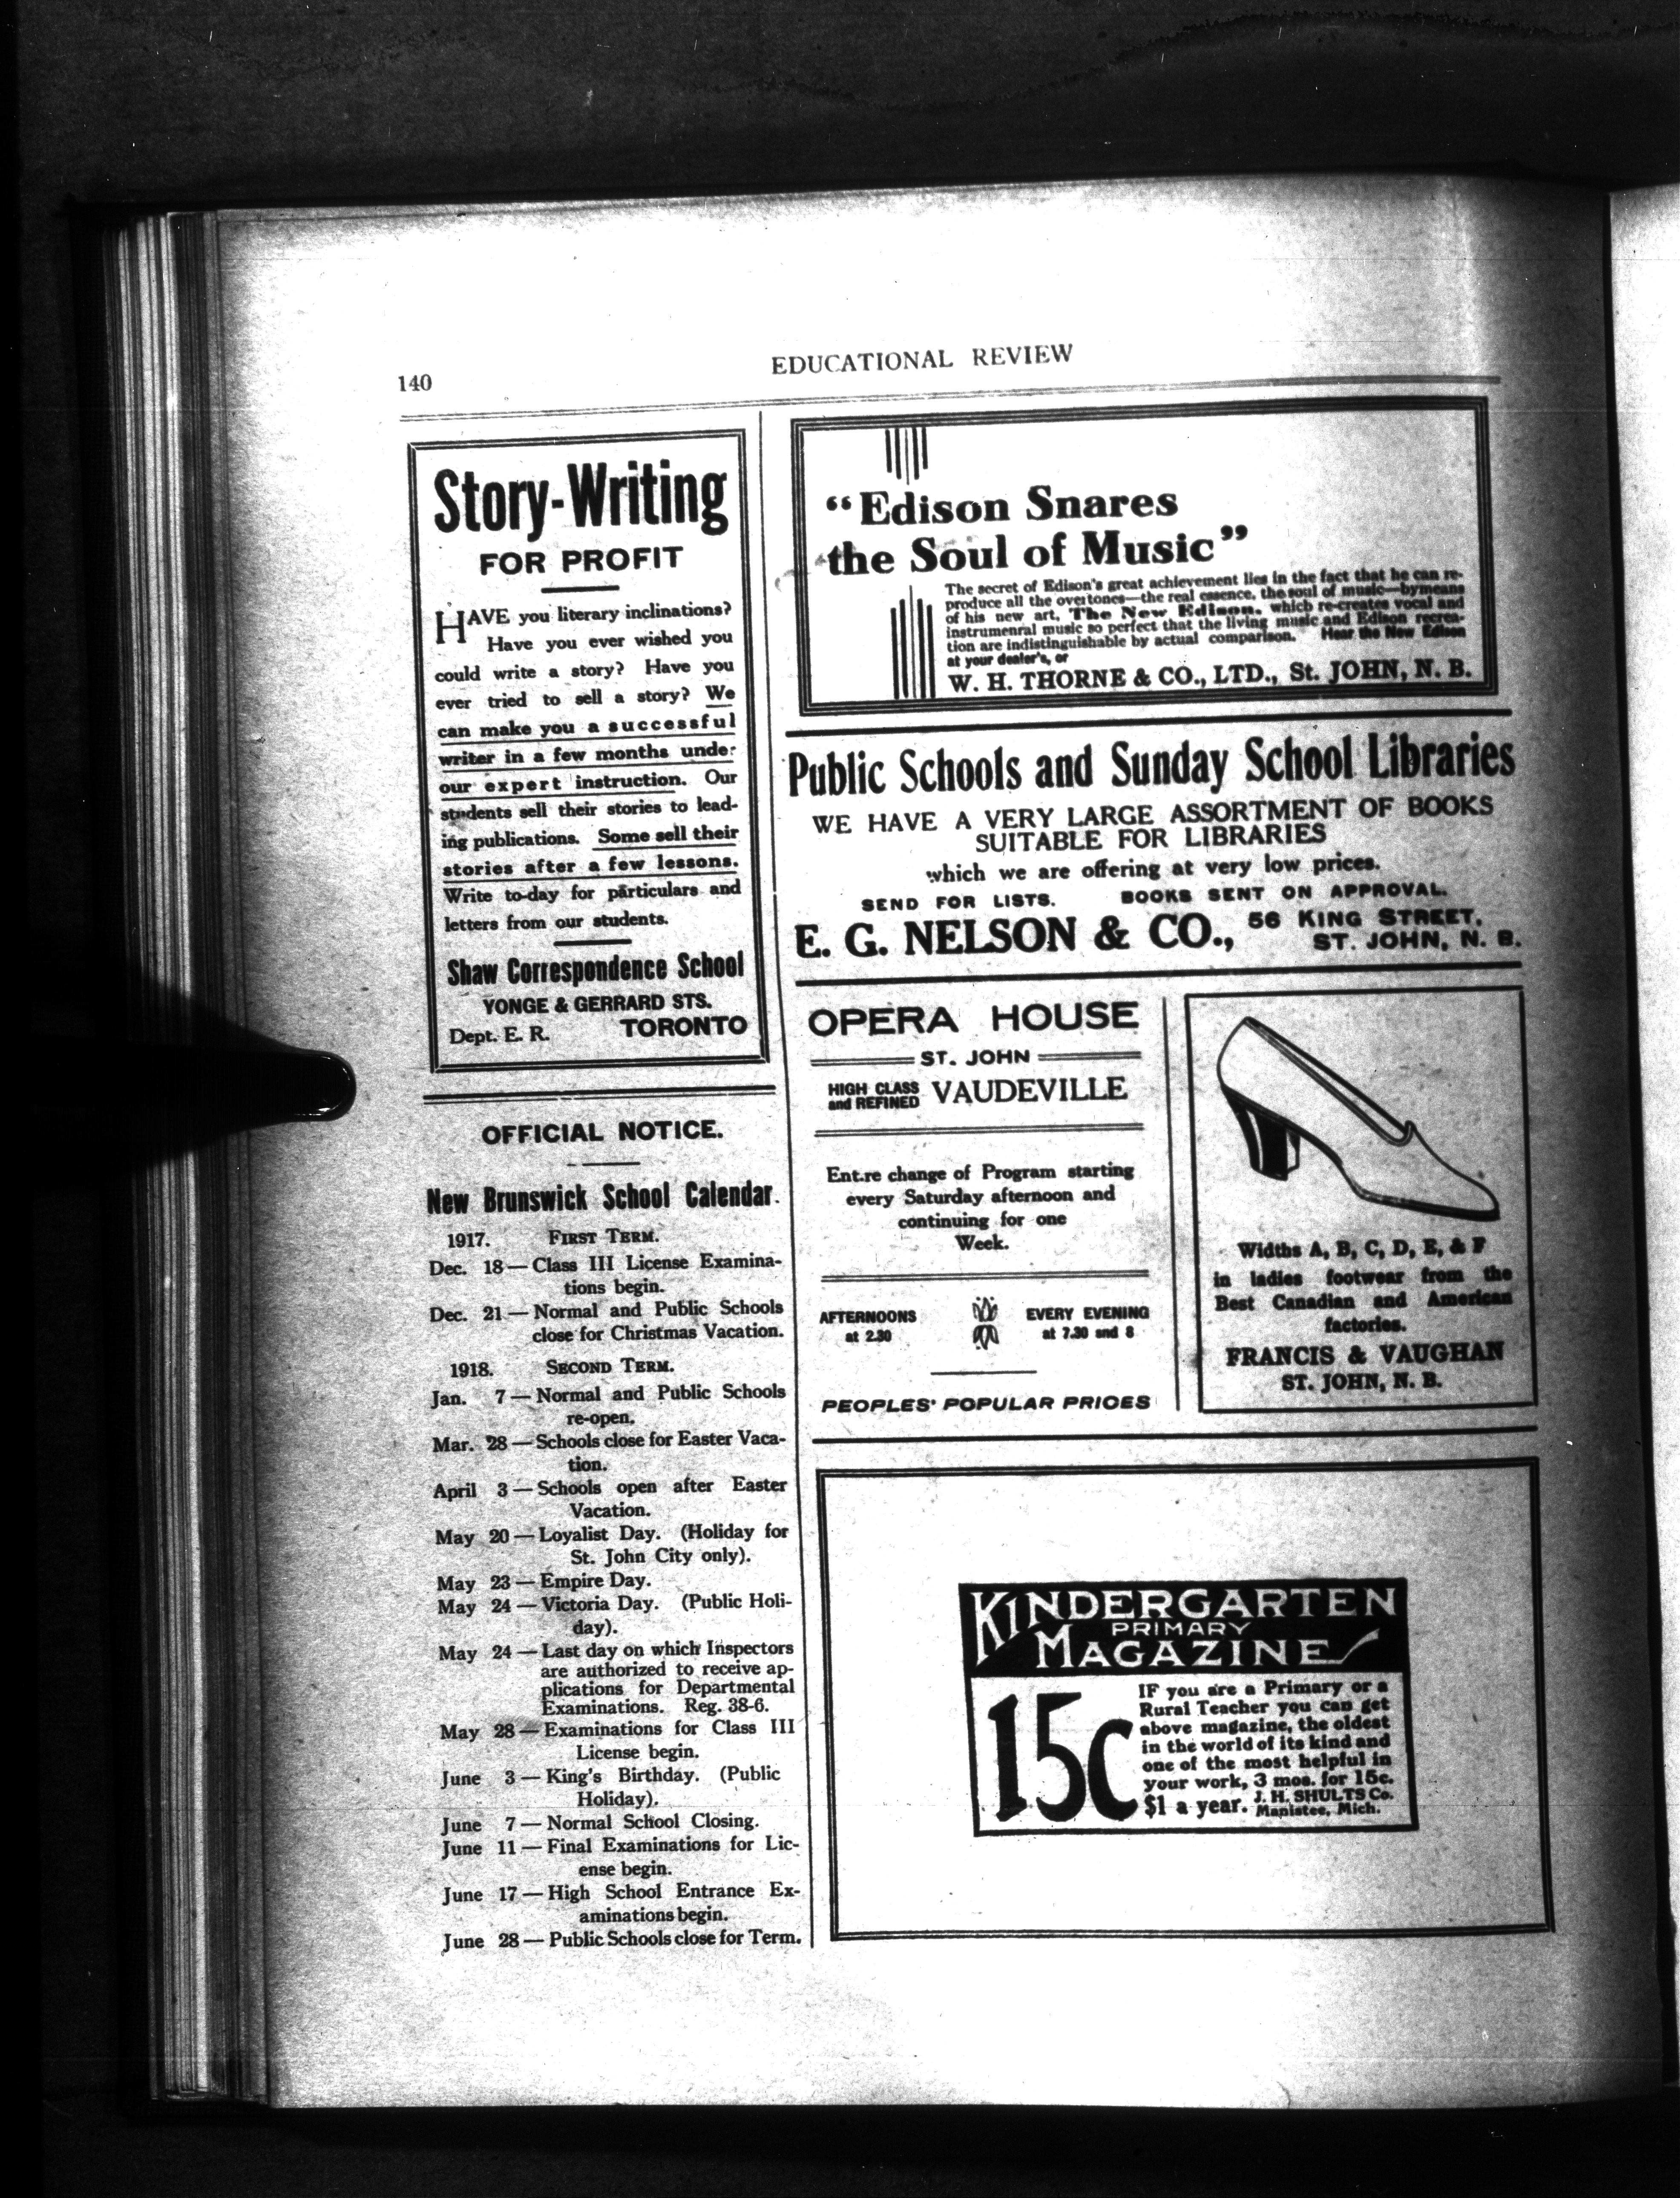 140
EDUCATIONAL REVIEW
Story-Writing
FOR PROFIT
HAVE you literary inclinations?
Have you ever wished you
could write a story? Have you
ever tried to sell a story? We
can make you a successful
writer in a few months under
our expert instruction. Our
students sell their stories to lead-
ing publications. Some sell their
stories after a few lessons.
Write to-day for particulars and
letters from our students.
Shaw Correspondence School
YONGE & GERRARD STS.
Dept. E. R. TORONTO
OFFICIAL NOTICE.
New Brunswick School Calendar.
1917. FIRST TERM.
Dec. 18 — Class III License Examina-
tions begin.
Dec. 21 — Normal and Public Schools
close for Christmas Vacation.
1918. SECOND TERM.
Jan. 7 — Normal and Public Schools
re-open.
Mar. 28 — Schools close for Easter Vaca-
tion.
April 3 — Schools open after Easter
Vacation.
May 20 — Loyalist Day. (Holiday for
St. John City only).
May 23 — Empire Day.
May 24 — Victoria Day. (Public Holi-
day).
May 24 — Last day on which Inspectors
are authorized to receive ap-
plications for Departmental
Examinations. Reg. 38-6.
May 28 — Examinations for Class III
License begin.
June 3 — King's Birthday. (Public
Holiday).
June 7 — Normal School Closing.
June 11 — Final Examinations for Lic-
ense begin.
June 17 — High School Entrance Ex-
aminations begin.
June 28 — Public Schools close for Term.
"Edison Snares
the Soul of Music"
The secret of Edison's great achievement lies in the fact that he can re-
produce all the overtones—the real essence, the soul of music—bymeans
of his new art, The New Edison, which re-creates vocal and
instrumenral music so perfect that the living music and Edison recrea-
tion are indistinguishable by actual comparison. Hear the New Edison
at your dealer's, or
W. H. THORNE & CO., LTD., St. JOHN, N. B.
Public Schools and Sunday School Libraries
WE HAVE A VERY LARGE ASSORTMENT OF BOOKS
SUITABLE FOR LIBRARIES
which we are offering at very low prices.
SEND FOR LISTS. BOOKS SENT ON APPROVAL.
E. G. NELSON & CO., 56 KING STREET,
ST. JOHN, N. B.
OPERA HOUSE
ST. JOHN
HIGH CLASS
and REFINED VAUDEVILLE
Entire change of Program starting
every Saturday afternoon and
continuing for one
Week.
AFTERNOONS
at 2.30
EVERY EVENING
at 7.30 and 8
PEOPLES' POPULAR PRICES
Widths A, B, C, D, E, & F
in ladies footwear from the
Best Canadian and American
factories.
FRANCIS & VAUGHAN
ST. JOHN, N. B.
KINDERGARTEN
PRIMARY
MAGAZINE
15c
IF you are a Primary or a
Rural Teacher you can get
above magazine, the oldest
in the world of its kind and
one of the most helpful in
your work, 3 mos. for 15c.
$1 a year. J. H. SHULTS Co.
Manistee, Mich.